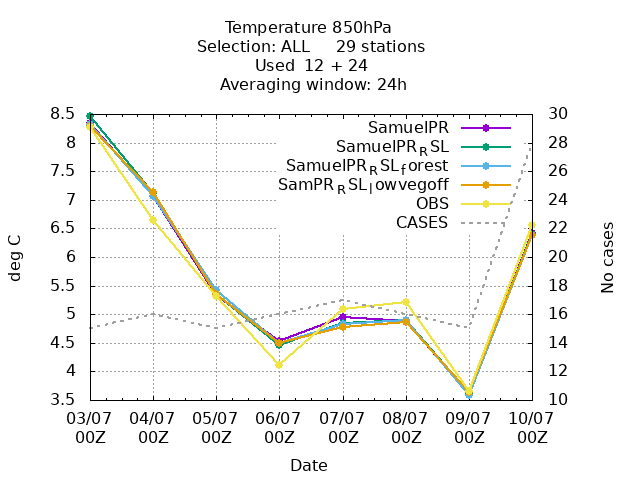 Temperature 850hPa
Selection: ALL     29 stations
Used  12 + 24
Averaging window: 24h
8.5
8
7.5
7
6.5
6
5.5
5
4.5
4
3.5
deg C
30
28
26
24
22
20
18
16
14
12
10
No cases
SamuelPR
SamuelPR_RSL
SamuelPR_RSL_forest
SamPR_RSL_lowvegoff
OBS
CASES
03/07 04/07 05/07 06/07 07/07 08/07 09/07 10/07
00Z 00Z 00Z 00Z 00Z 00Z 00Z 00Z
Date